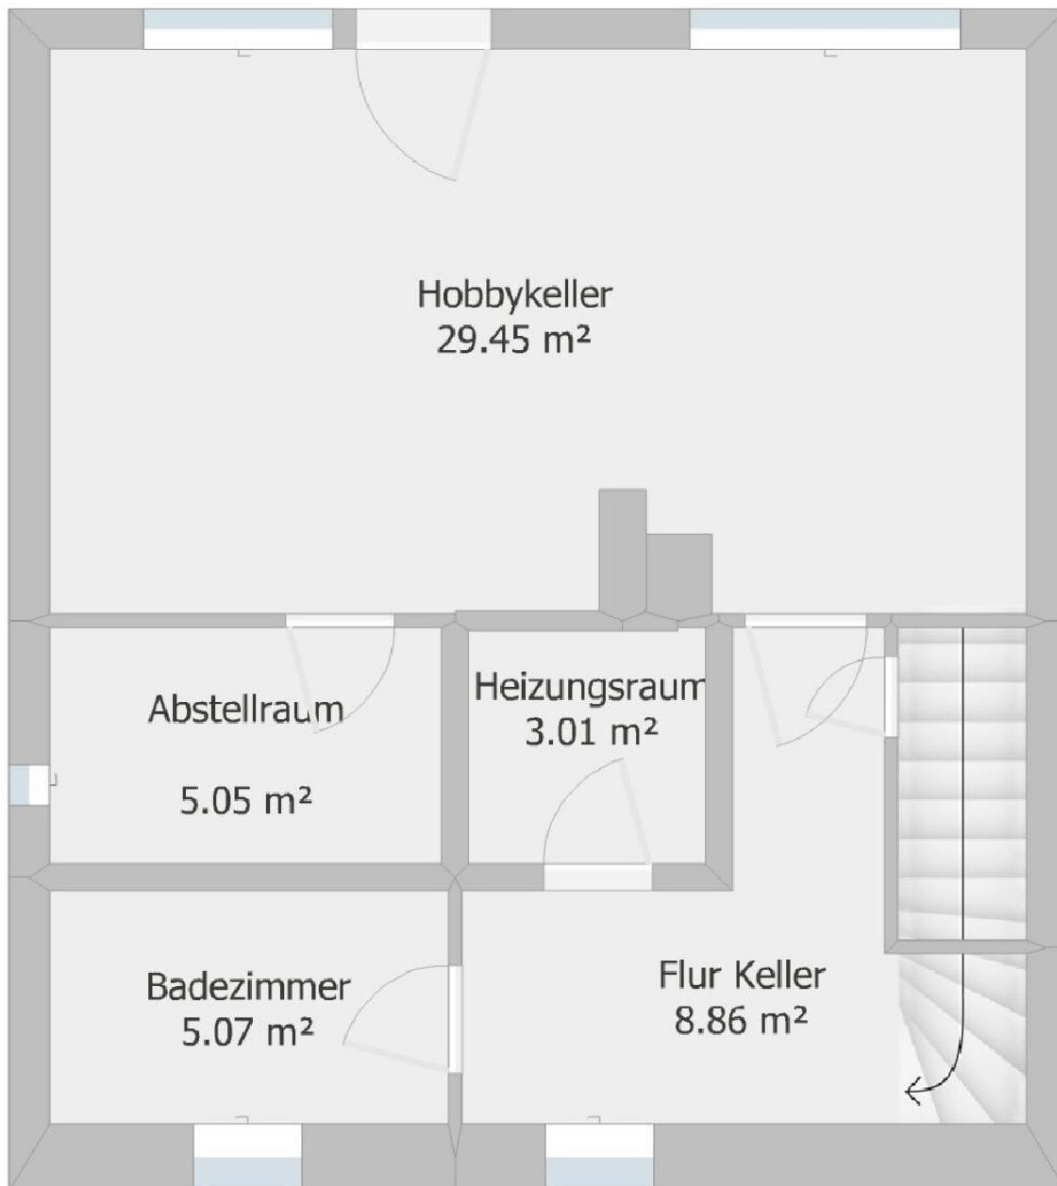 Hobbykeller
29.45 m²
Abstellraum
5.05 m²
Heizungsraum
3.01 m²
Badezimmer
5.07 m²
Flur Keller
8.86 m²